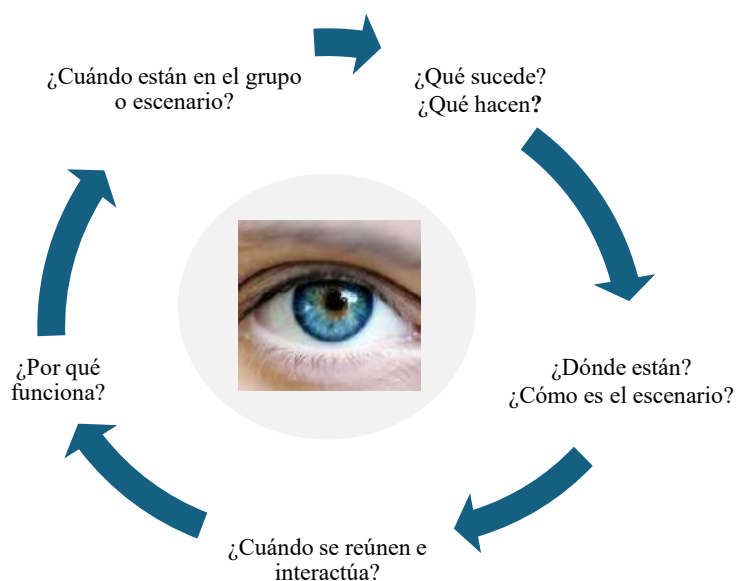 ¿Cuándo están en el grupo
o escenario?
¿Qué sucede?
¿Qué hacen?
¿Dónde están?
¿Cómo es el escenario?
¿Cuándo se reúnen e
interactúa?
¿Por qué
funciona?